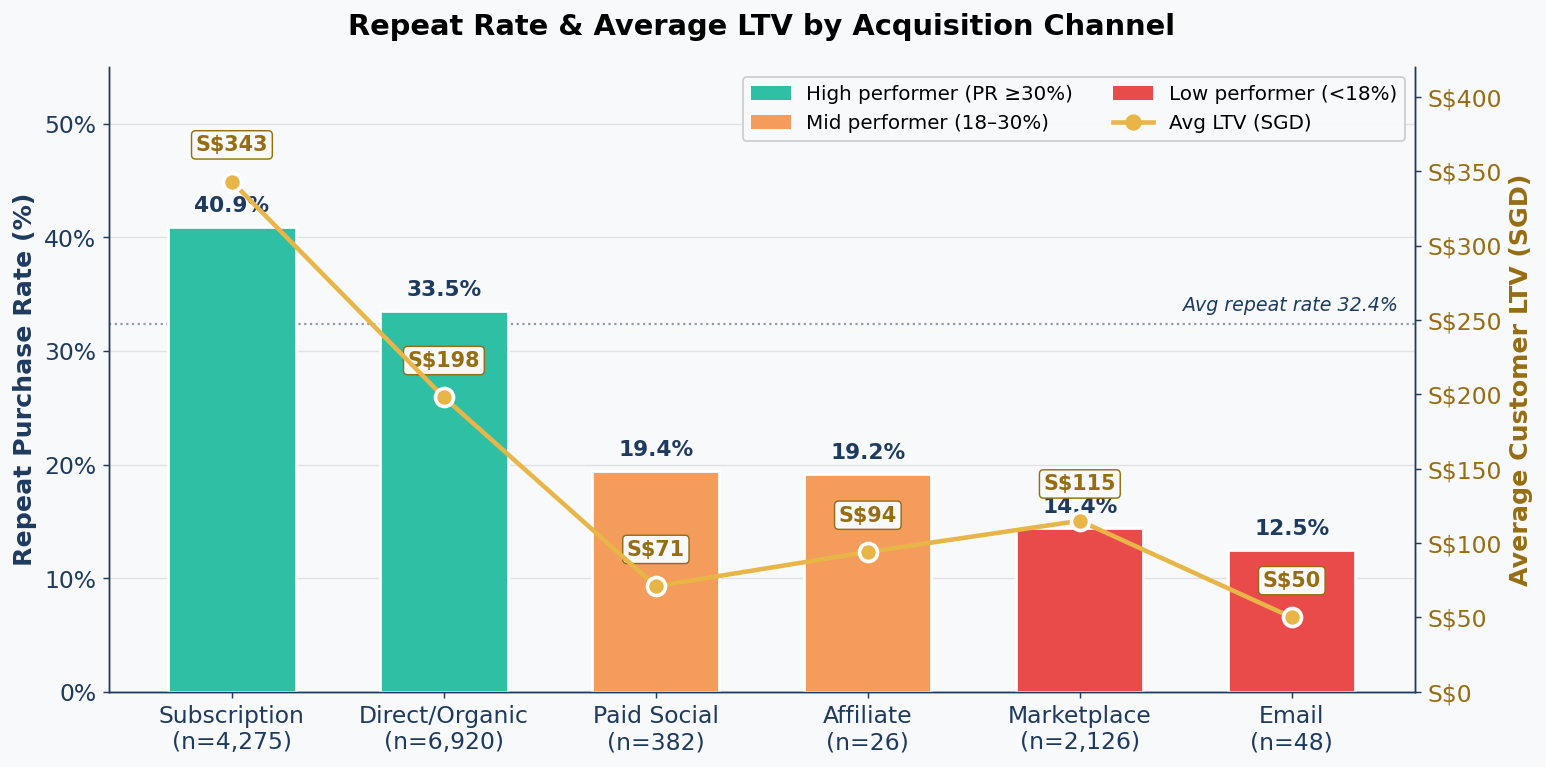 Repeat Rate & Average LTV by Acquisition Channel
High performer (PR ≥30%)
Mid performer (18–30%)
Low performer (<18%)
Avg LTV (SGD)
Repeat Purchase Rate (%)
50%
40%
30%
20%
10%
0%
S$343
40.9%
33.5%
S$198
19.4%
S$71
19.2%
S$94
S$115
14.4%
12.5%
S$50
Avg repeat rate 32.4%
S$400
S$350
S$300
S$250
S$200
S$150
S$100
S$50
S$0
Average Customer LTV (SGD)
Subscription
(n=4,275)
Direct/Organic
(n=6,920)
Paid Social
(n=382)
Affiliate
(n=26)
Marketplace
(n=2,126)
Email
(n=48)